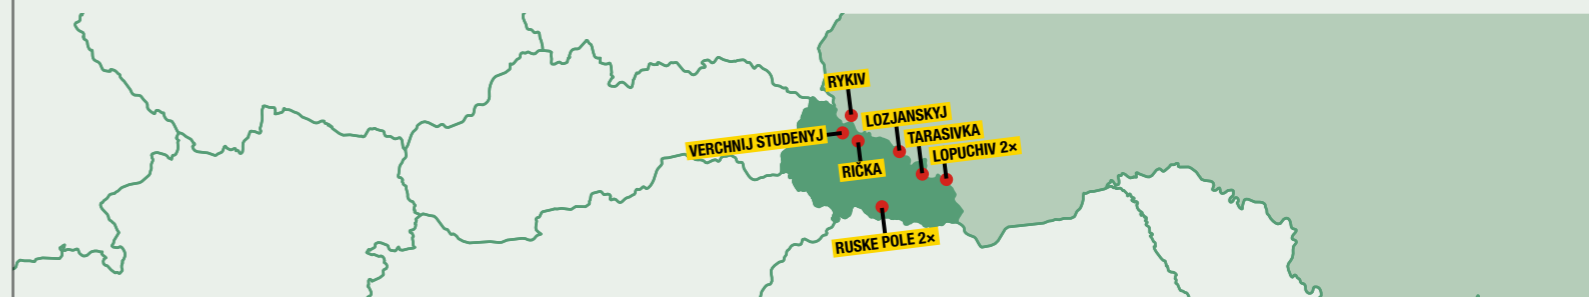 RYKIV
LOZJANSKYJ
VERCHNIJ STUDENYJ
TARASIVKA
LOPUCHIV 2×
RIČKA
RUSKE POLE 2×